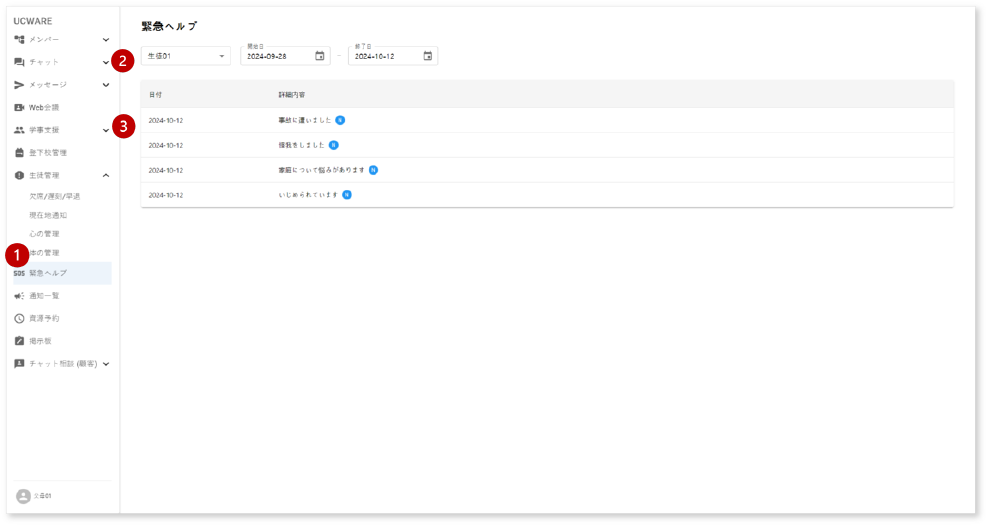 UCWARE
メンバー
チャット
メッセージ
Web会議
学事支援
登下校管理
生徒管理
欠席/遅刻/早退
現在地通知
心の管理
体の管理
SOS 緊急ヘルプ
通知一覧
資源予約
掲示板
チャット相談 (顧客)
父母01
1
緊急ヘルプ
2
生徒01
開始日
2024-09-28
-
終了日
2024-10-12
日付 詳細内容
3
2024-10-12 事故に遭いました N
2024-10-12 怪我をしました N
2024-10-12 家庭について悩みがあります N
2024-10-12 いじめられています N